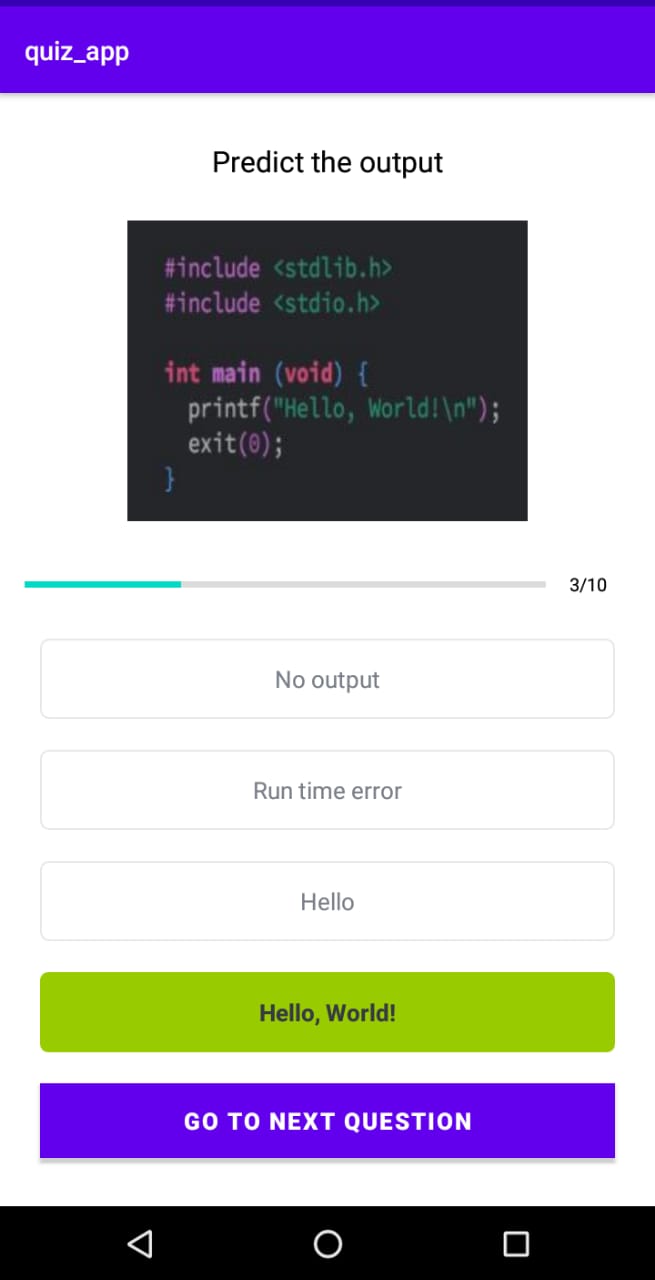 quiz_app
Predict the output
#include <stdlib.h>
#include <stdio.h>
int main (void) {
printf("Hello, World!\n");
exit(0);
}
3/10
No output
Run time error
Hello
Hello, World!
GO TO NEXT QUESTION